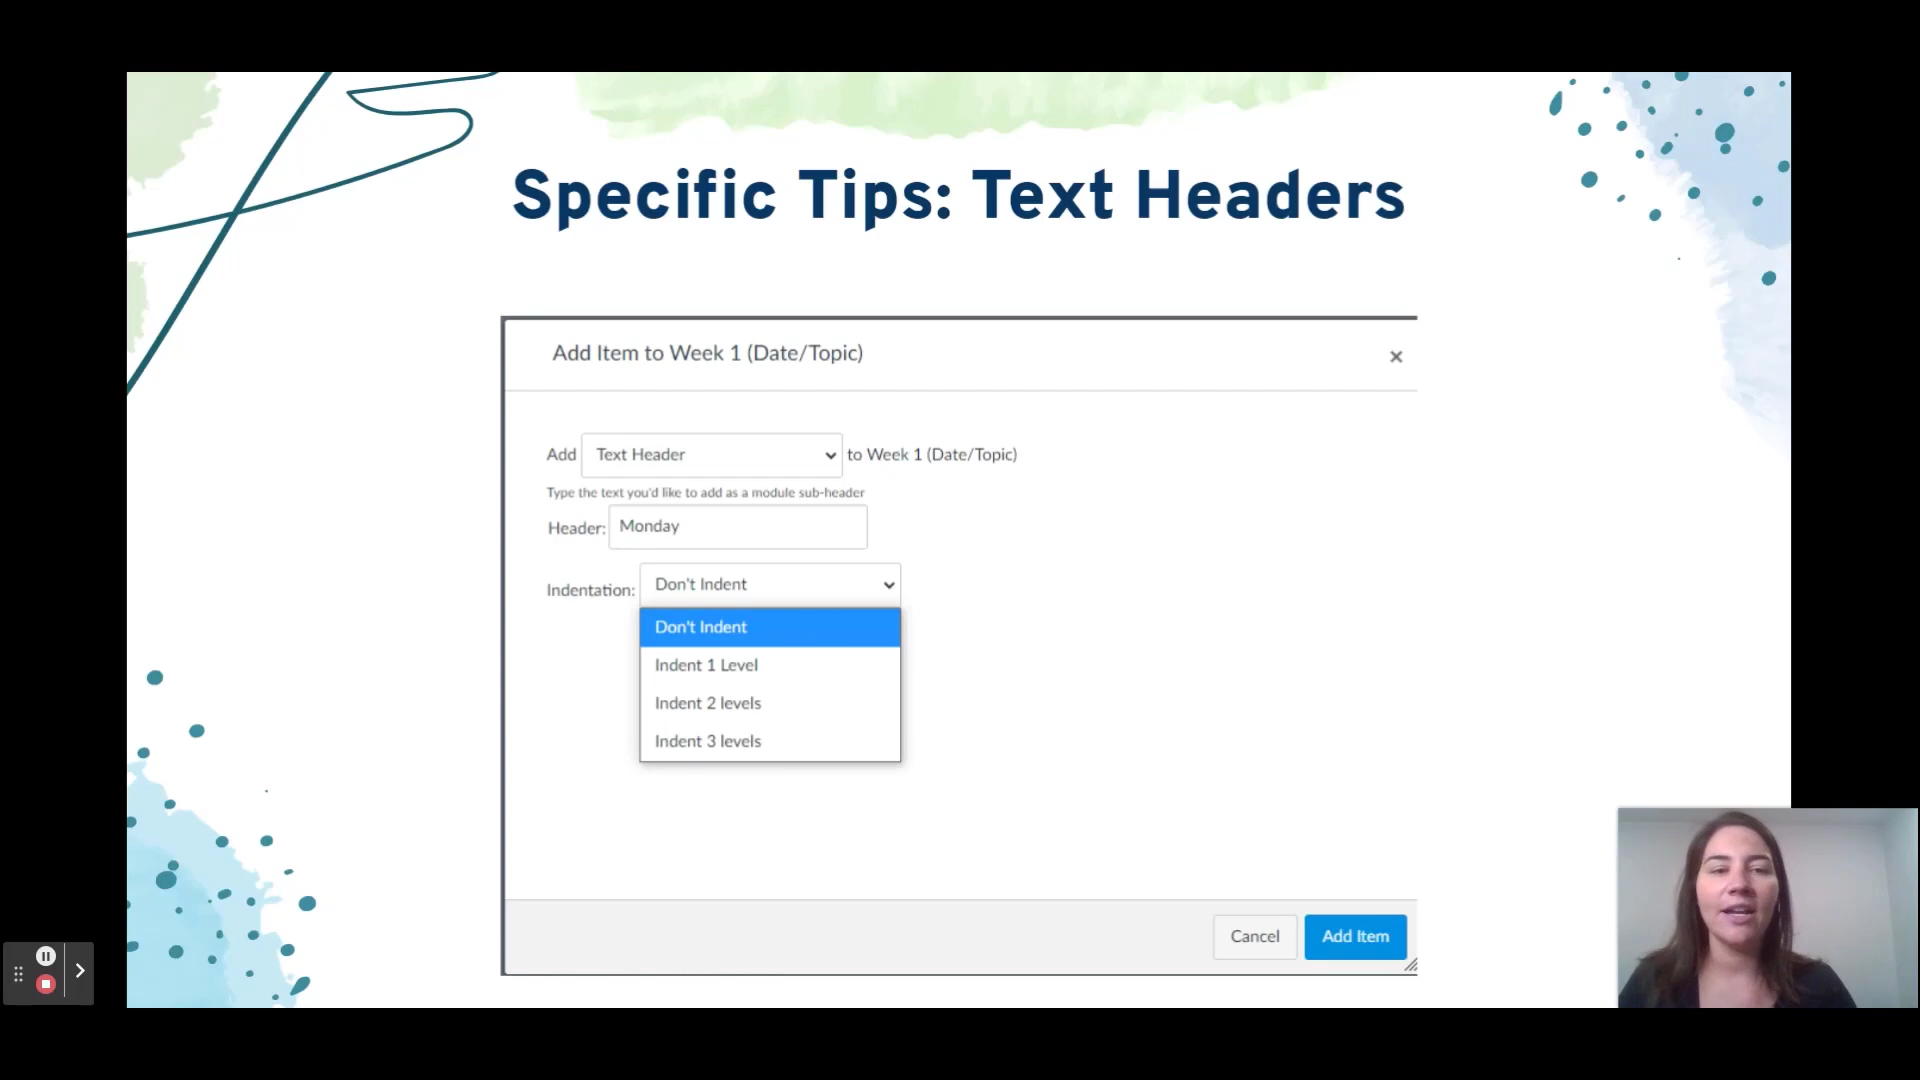 Specific Tips: Text Headers
Add Item to Week 1 (Date/Topic)
Add Text Header to Week 1 (Date/Topic)
Type the text you'd like to add as a module sub-header
Header: Monday
Indentation: Don't Indent
Don't Indent
Indent 1 Level
Indent 2 levels
Indent 3 levels
Cancel Add Item